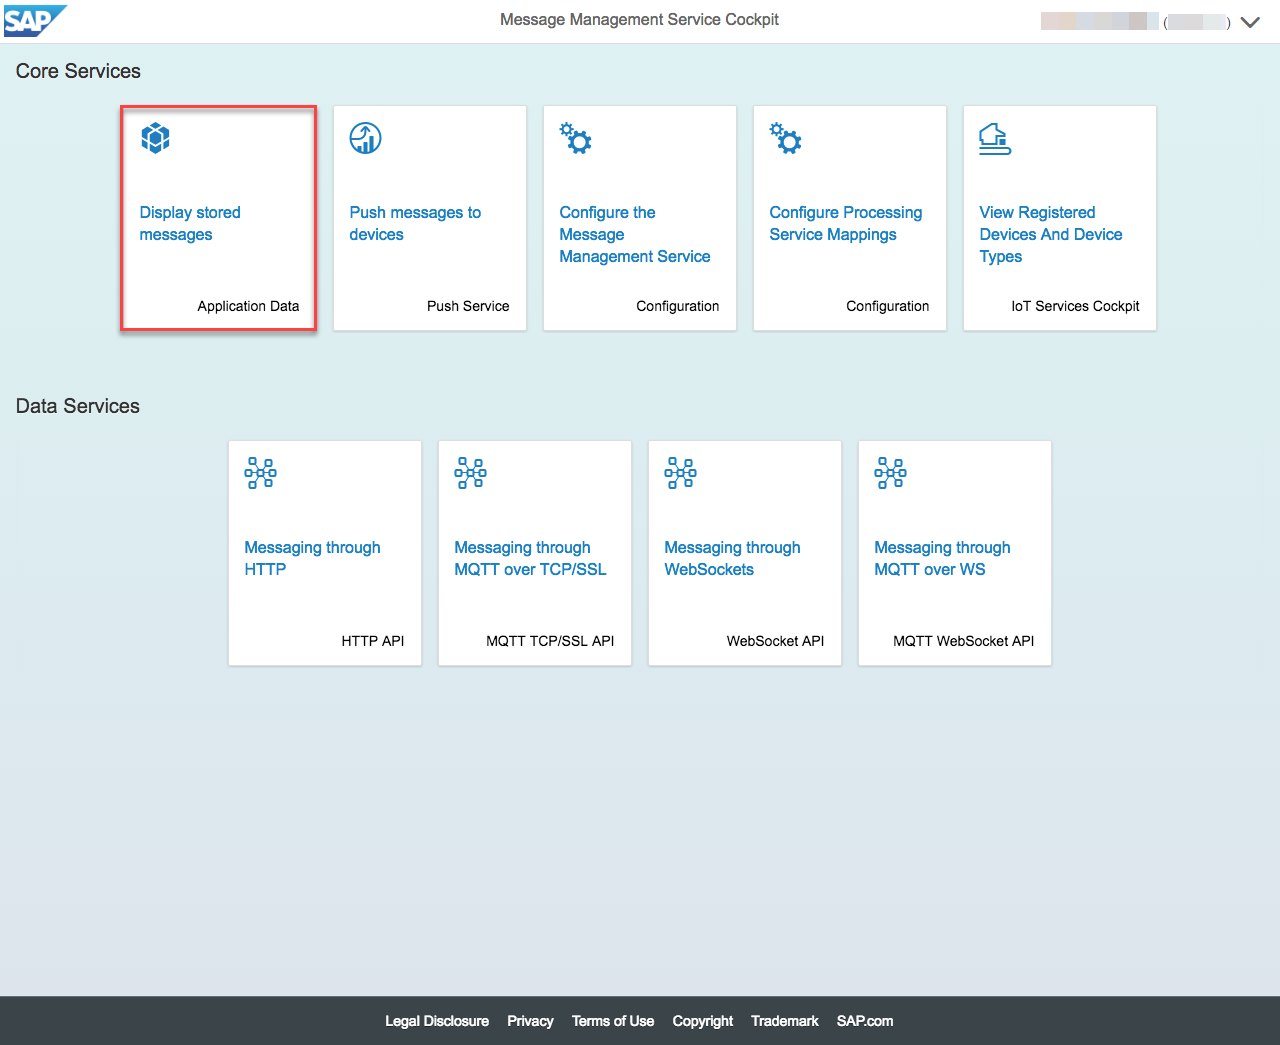 SAP
Message Management Service Cockpit
( )
Core Services
Display stored
messages
Application Data
Push messages to
devices
Push Service
Configure the
Message
Management Service
Configuration
Configure Processing
Service Mappings
Configuration
View Registered
Devices And Device
Types
IoT Services Cockpit
Data Services
Messaging through
HTTP
HTTP API
Messaging through
MQTT over TCP/SSL
MQTT TCP/SSL API
Messaging through
WebSockets
WebSocket API
Messaging through
MQTT over WS
MQTT WebSocket API
Legal Disclosure Privacy Terms of Use Copyright Trademark SAP.com